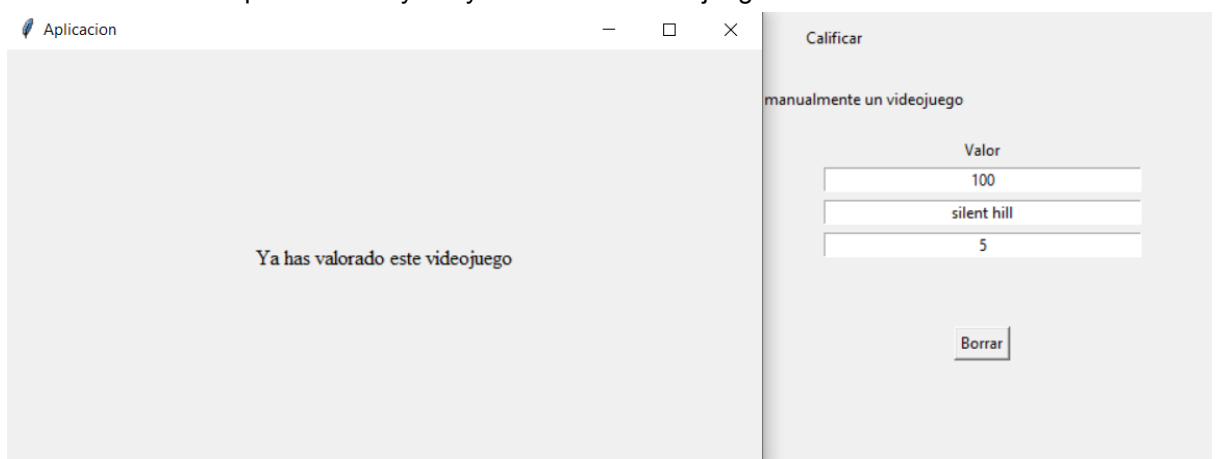 Aplicacion
Ya has valorado este videojuego
Calificar
manualmente un videojuego
Valor
100
silent hill
5
Borrar